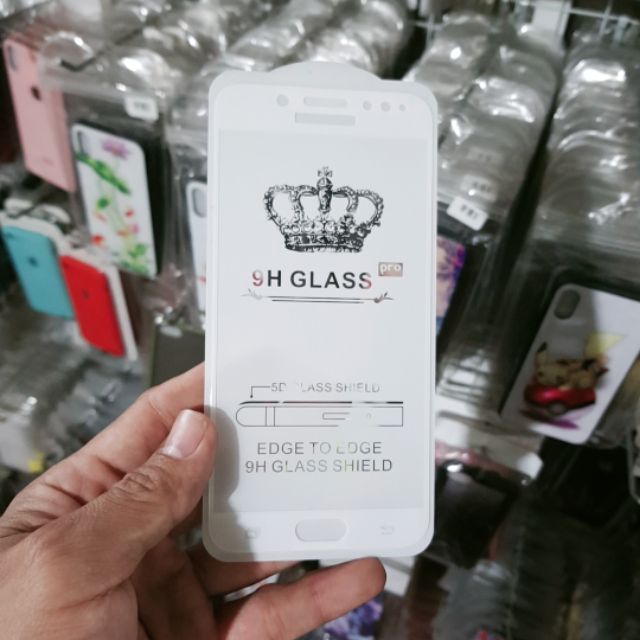 9H GLASS pro
5D GLASS SHIELD
EDGE TO EDGE
9H GLASS SHIELD